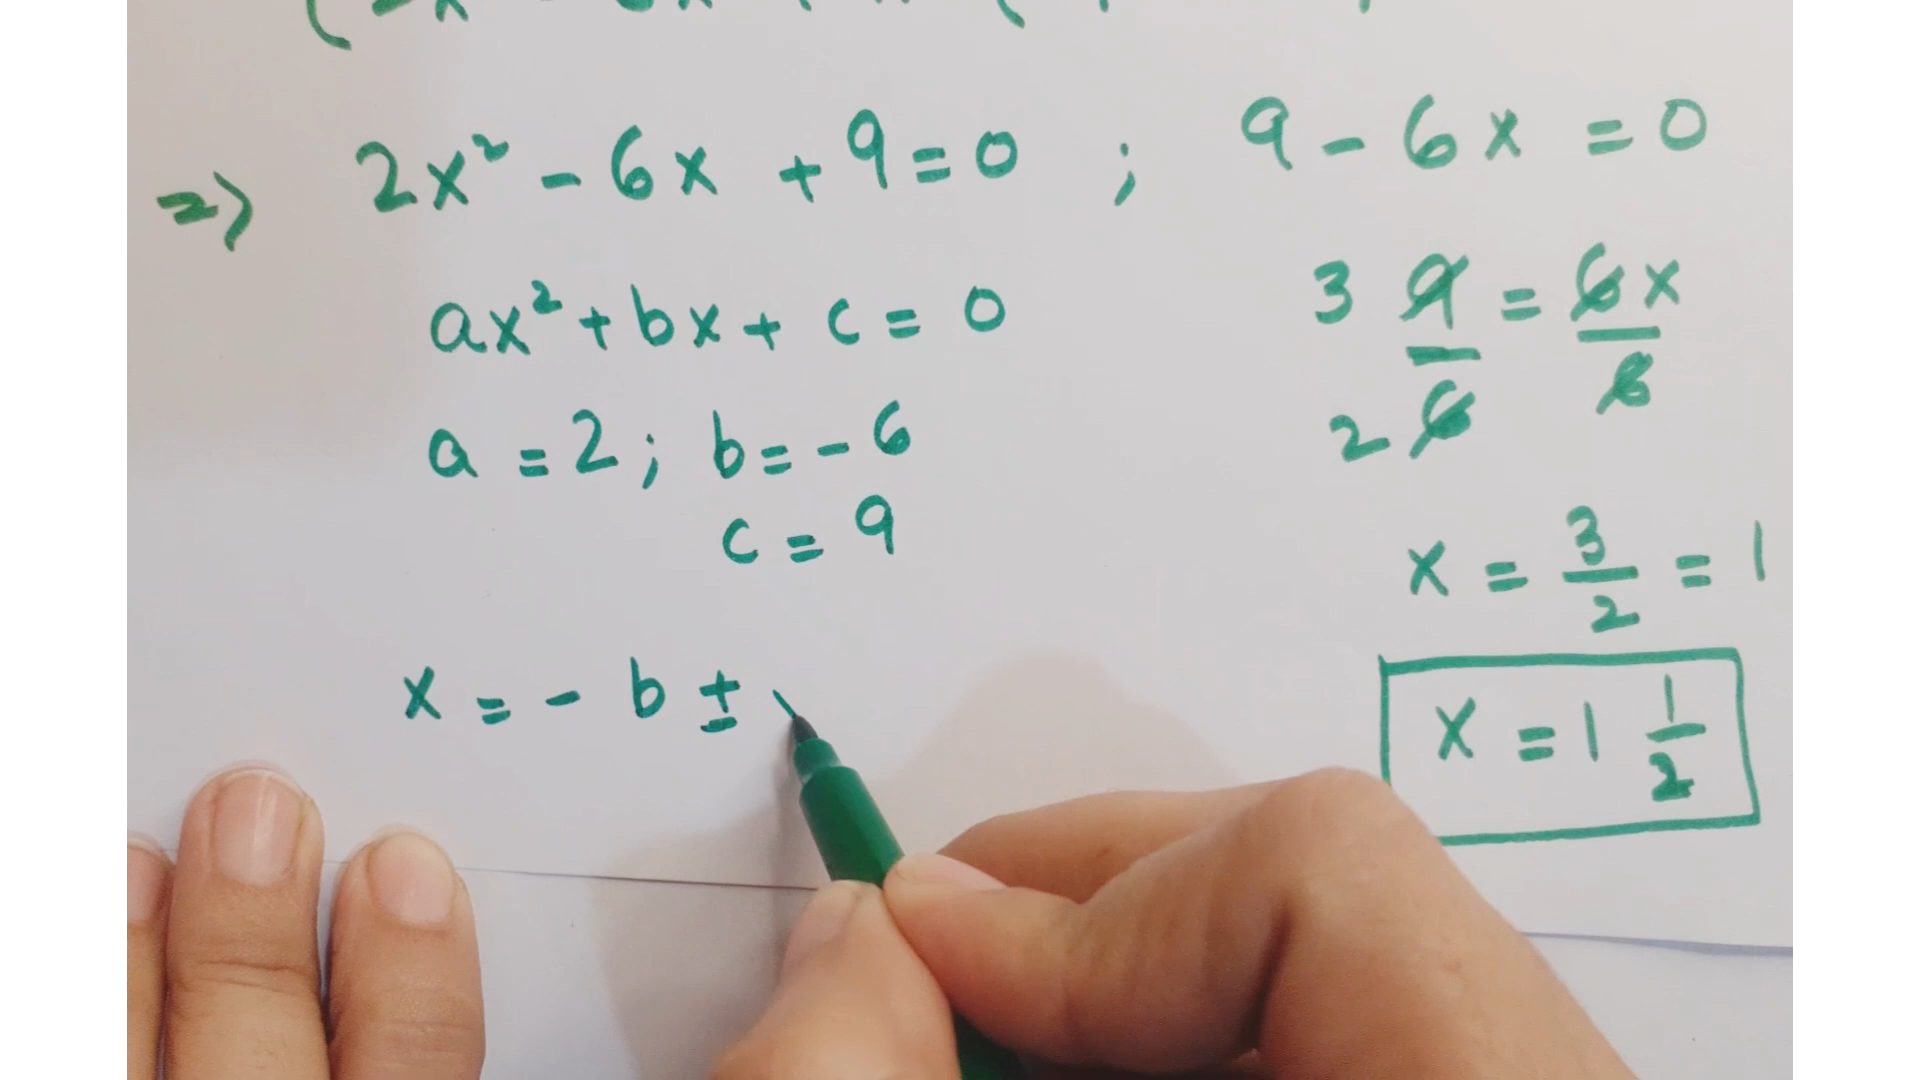 => 2x² - 6x + 9 = 0 ; 9 - 6x = 0
ax² + bx + c = 0
a = 2 ; b = - 6
c = 9
x = - b ±
3 9/6 = 6x/6
2
x = 3/2 = 1
x = 1 1/2